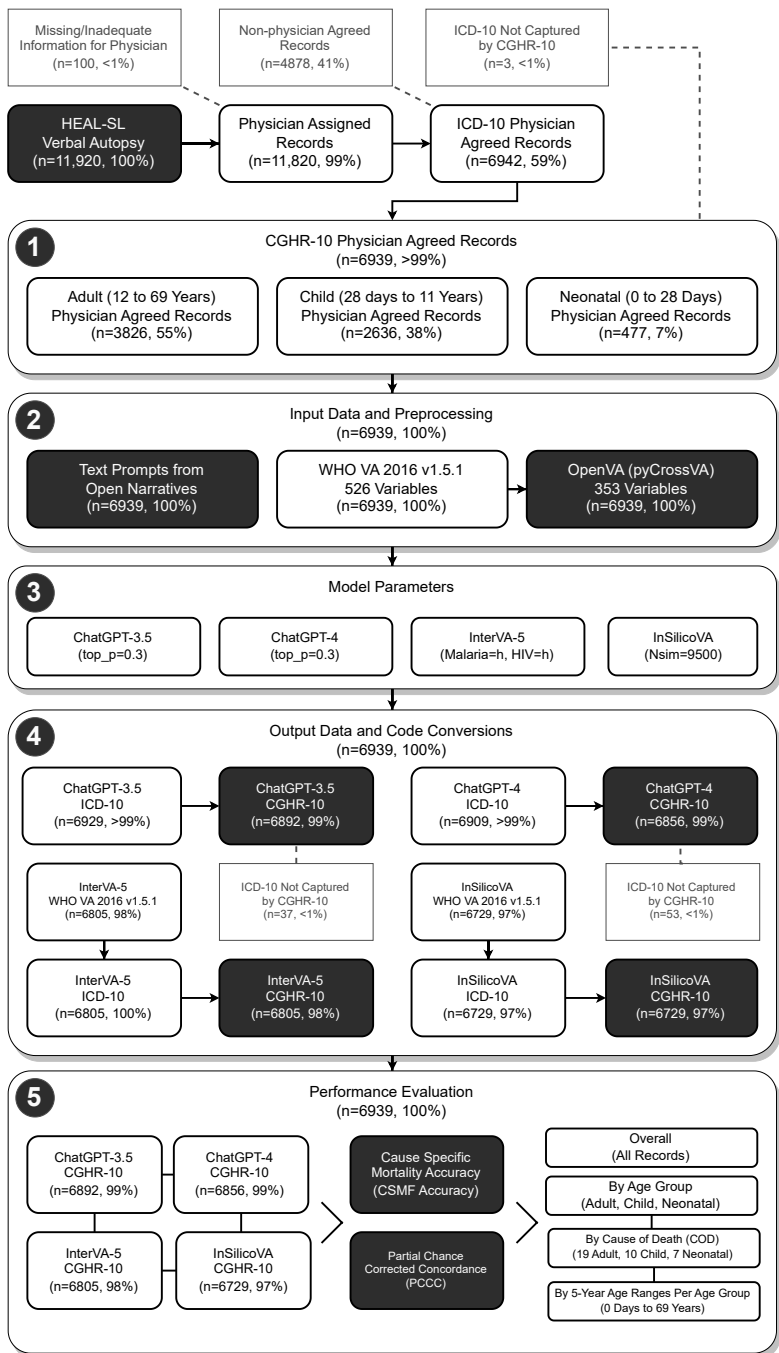 Missing/Inadequate
Information for Physician
(n=100, <1%)
Non-physician Agreed
Records
(n=4878, 41%)
ICD-10 Not Captured
by CGHR-10
(n=3, <1%)
HEAL-SL
Verbal Autopsy
(n=11,920, 100%)
Physician Assigned
Records
(n=11,820, 99%)
ICD-10 Physician
Agreed Records
(n=6942, 59%)
1
CGHR-10 Physician Agreed Records
(n=6939, >99%)
Adult (12 to 69 Years)
Physician Agreed Records
(n=3826, 55%)
Child (28 days to 11 Years)
Physician Agreed Records
(n=2636, 38%)
Neonatal (0 to 28 Days)
Physician Agreed Records
(n=477, 7%)
2
Input Data and Preprocessing
(n=6939, 100%)
Text Prompts from
Open Narratives
(n=6939, 100%)
WHO VA 2016 v1.5.1
526 Variables
(n=6939, 100%)
OpenVA (pyCrossVA)
353 Variables
(n=6939, 100%)
3
Model Parameters
ChatGPT-3.5
(top_p=0.3)
ChatGPT-4
(top_p=0.3)
InterVA-5
(Malaria=h, HIV=h)
InSilicoVA
(Nsim=9500)
4
Output Data and Code Conversions
(n=6939, 100%)
ChatGPT-3.5
ICD-10
(n=6929, >99%)
ChatGPT-3.5
CGHR-10
(n=6892, 99%)
ChatGPT-4
ICD-10
(n=6909, >99%)
ChatGPT-4
CGHR-10
(n=6856, 99%)
InterVA-5
WHO VA 2016 v1.5.1
(n=6805, 98%)
ICD-10 Not Captured
by CGHR-10
(n=37, <1%)
InSilicoVA
WHO VA 2016 v1.5.1
(n=6729, 97%)
ICD-10 Not Captured
by CGHR-10
(n=53, <1%)
InterVA-5
ICD-10
(n=6805, 100%)
InterVA-5
CGHR-10
(n=6805, 98%)
InSilicoVA
ICD-10
(n=6729, 97%)
InSilicoVA
CGHR-10
(n=6729, 97%)
5
Performance Evaluation
(n=6939, 100%)
ChatGPT-3.5
CGHR-10
(n=6892, 99%)
ChatGPT-4
CGHR-10
(n=6856, 99%)
InterVA-5
CGHR-10
(n=6805, 98%)
InSilicoVA
CGHR-10
(n=6729, 97%)
Cause Specific
Mortality Accuracy
(CSMF Accuracy)
Partial Chance
Corrected Concordance
(PCCC)
Overall
(All Records)
By Age Group
(Adult, Child, Neonatal)
By Cause of Death (COD)
(19 Adult, 10 Child, 7 Neonatal)
By 5-Year Age Ranges Per Age Group
(0 Days to 69 Years)